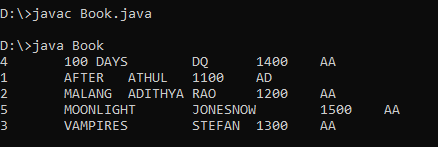 D:\>javac Book.java
D:\>java Book
4 100 DAYS DQ 1400 AA
1 AFTER ATHUL 1100 AD
2 MALANG ADITHYA RAO 1200 AA
5 MOONLIGHT JONESNOW 1500 AA
3 VAMPIRES STEFAN 1300 AA